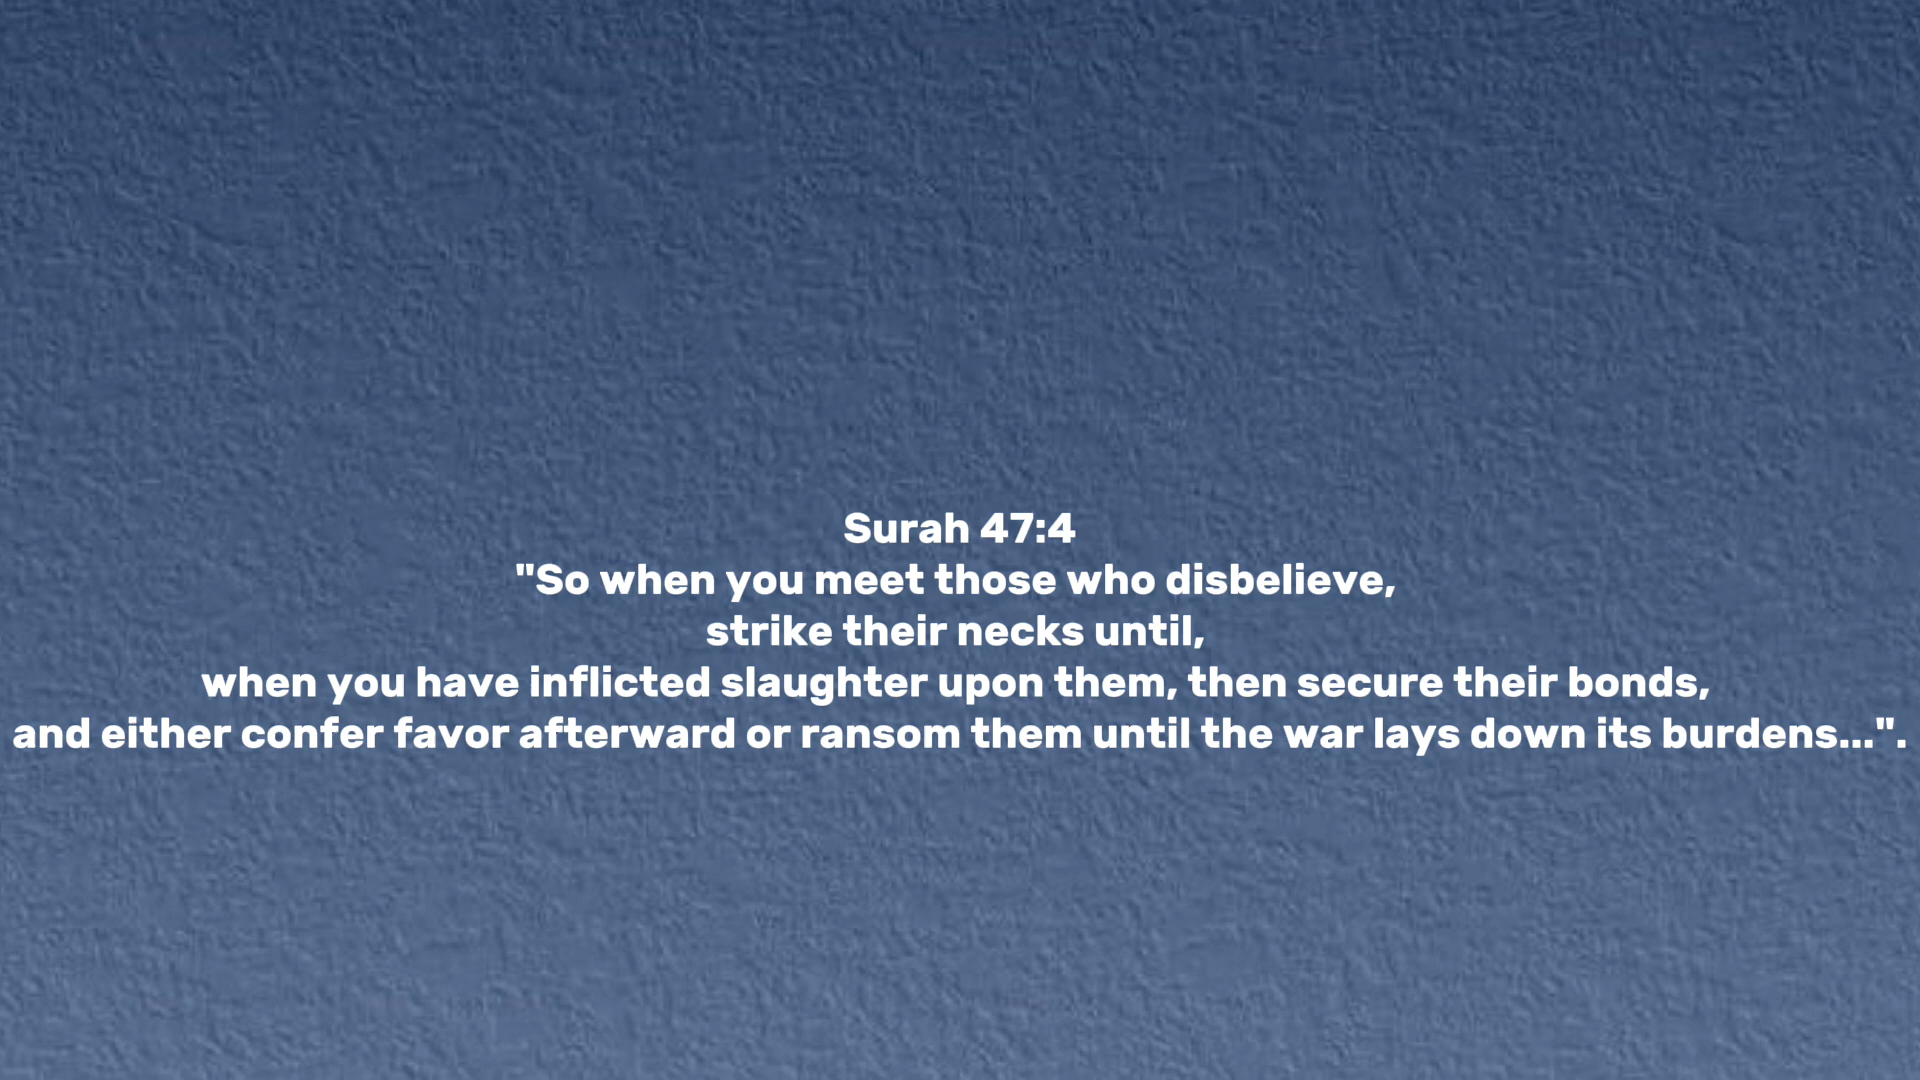 Surah 47:4
"So when you meet those who disbelieve,
strike their necks until,
when you have inflicted slaughter upon them, then secure their bonds,
and either confer favor afterward or ransom them until the war lays down its burdens...".